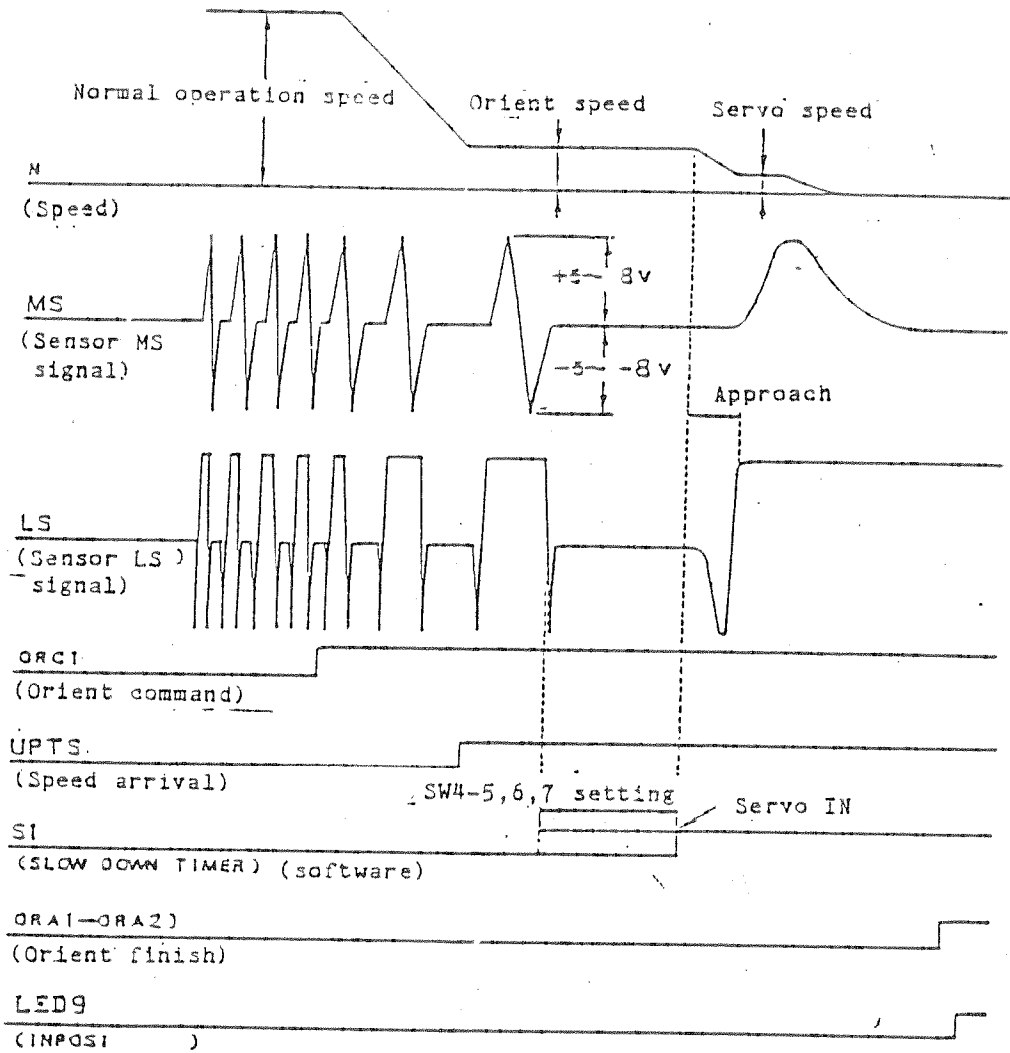 Normal operation speed
Orient speed
Servo speed
N
(Speed)
MS
(Sensor MS
signal)
+5~ 8v
-5~ -8v
Approach
LS
(Sensor LS )
signal)
ORC1
(Orient command)
UPTS.
(Speed arrival)
SW4-5,6,7 setting
Servo IN
S1
(SLOW DOWN TIMER) (software)
ORA1-ORA2)
(Orient finish)
LED9
(INPOSI )